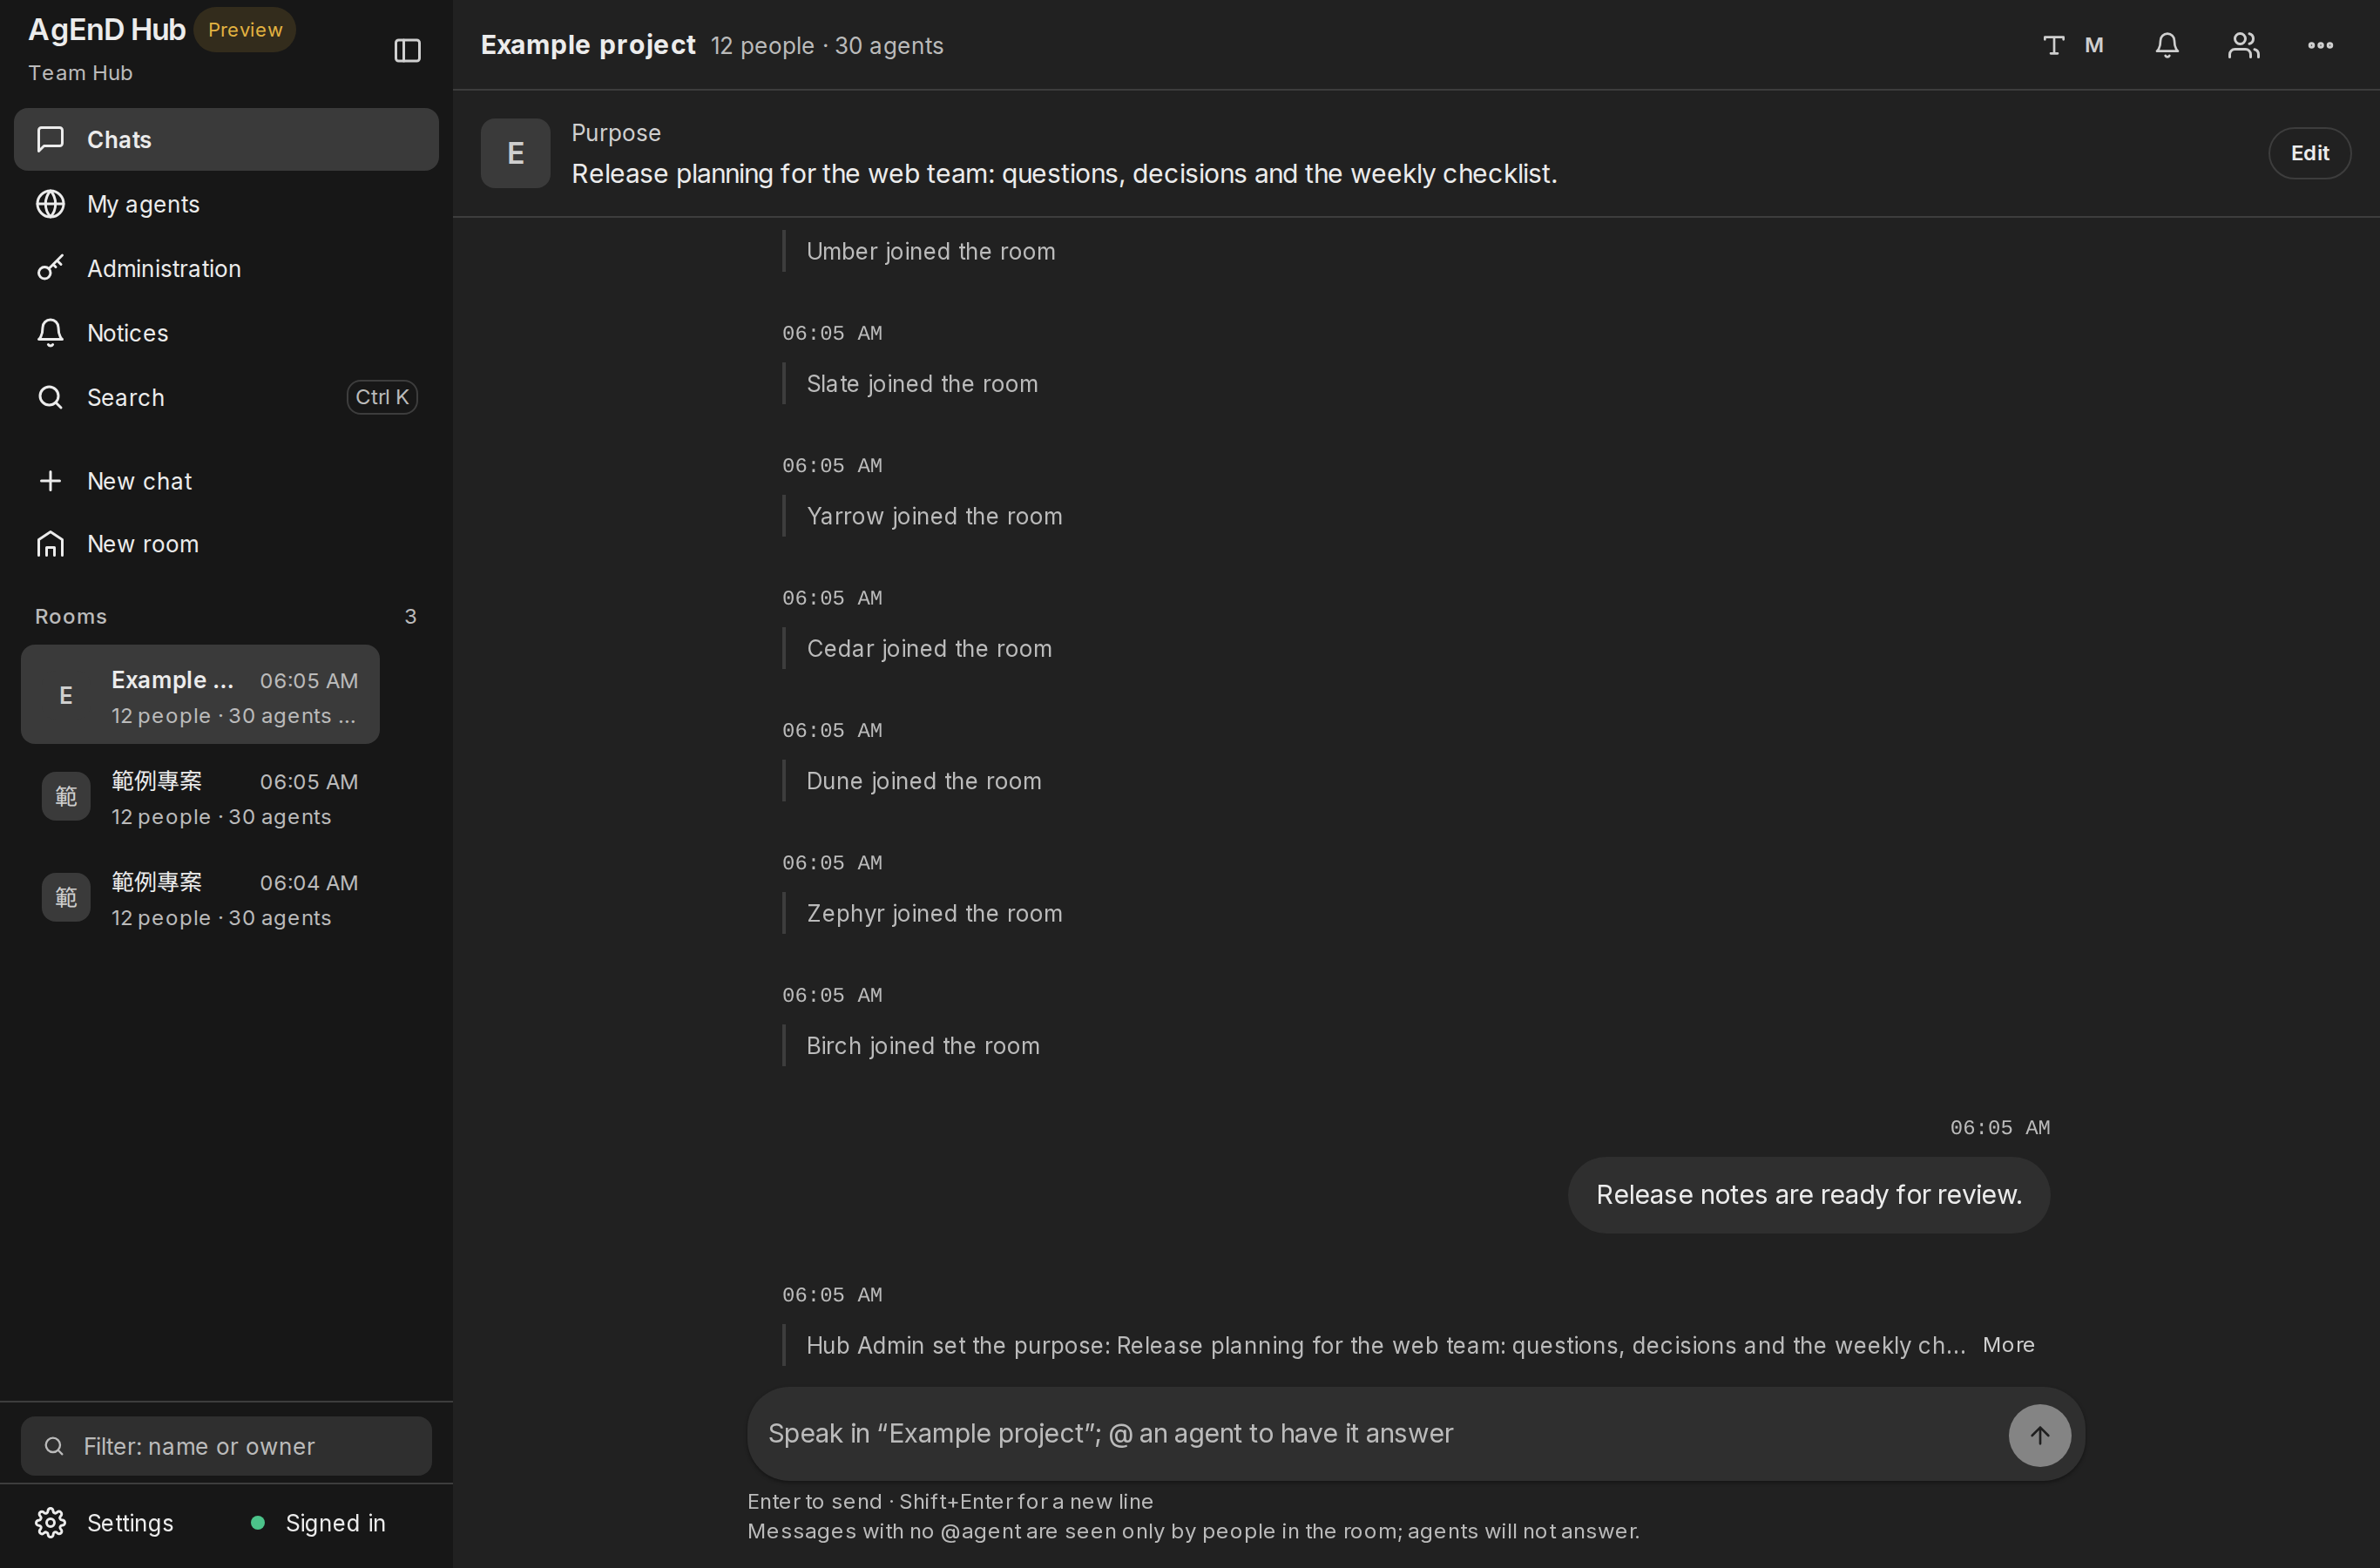 AgEnD Hub Preview
Team Hub
Chats
My agents
Administration
Notices
Search Ctrl K
New chat
New room
Rooms 3
E Example ... 06:05 AM
12 people · 30 agents ...
範 範例專案 06:05 AM
12 people · 30 agents
範 範例專案 06:04 AM
12 people · 30 agents
Filter: name or owner
Settings Signed in
Example project 12 people · 30 agents M
E Purpose
Release planning for the web team: questions, decisions and the weekly checklist.
Edit
Umber joined the room
06:05 AM
Slate joined the room
06:05 AM
Yarrow joined the room
06:05 AM
Cedar joined the room
06:05 AM
Dune joined the room
06:05 AM
Zephyr joined the room
06:05 AM
Birch joined the room
06:05 AM
Release notes are ready for review.
06:05 AM
Hub Admin set the purpose: Release planning for the web team: questions, decisions and the weekly ch... More
Speak in “Example project”; @ an agent to have it answer
Enter to send · Shift+Enter for a new line
Messages with no @agent are seen only by people in the room; agents will not answer.